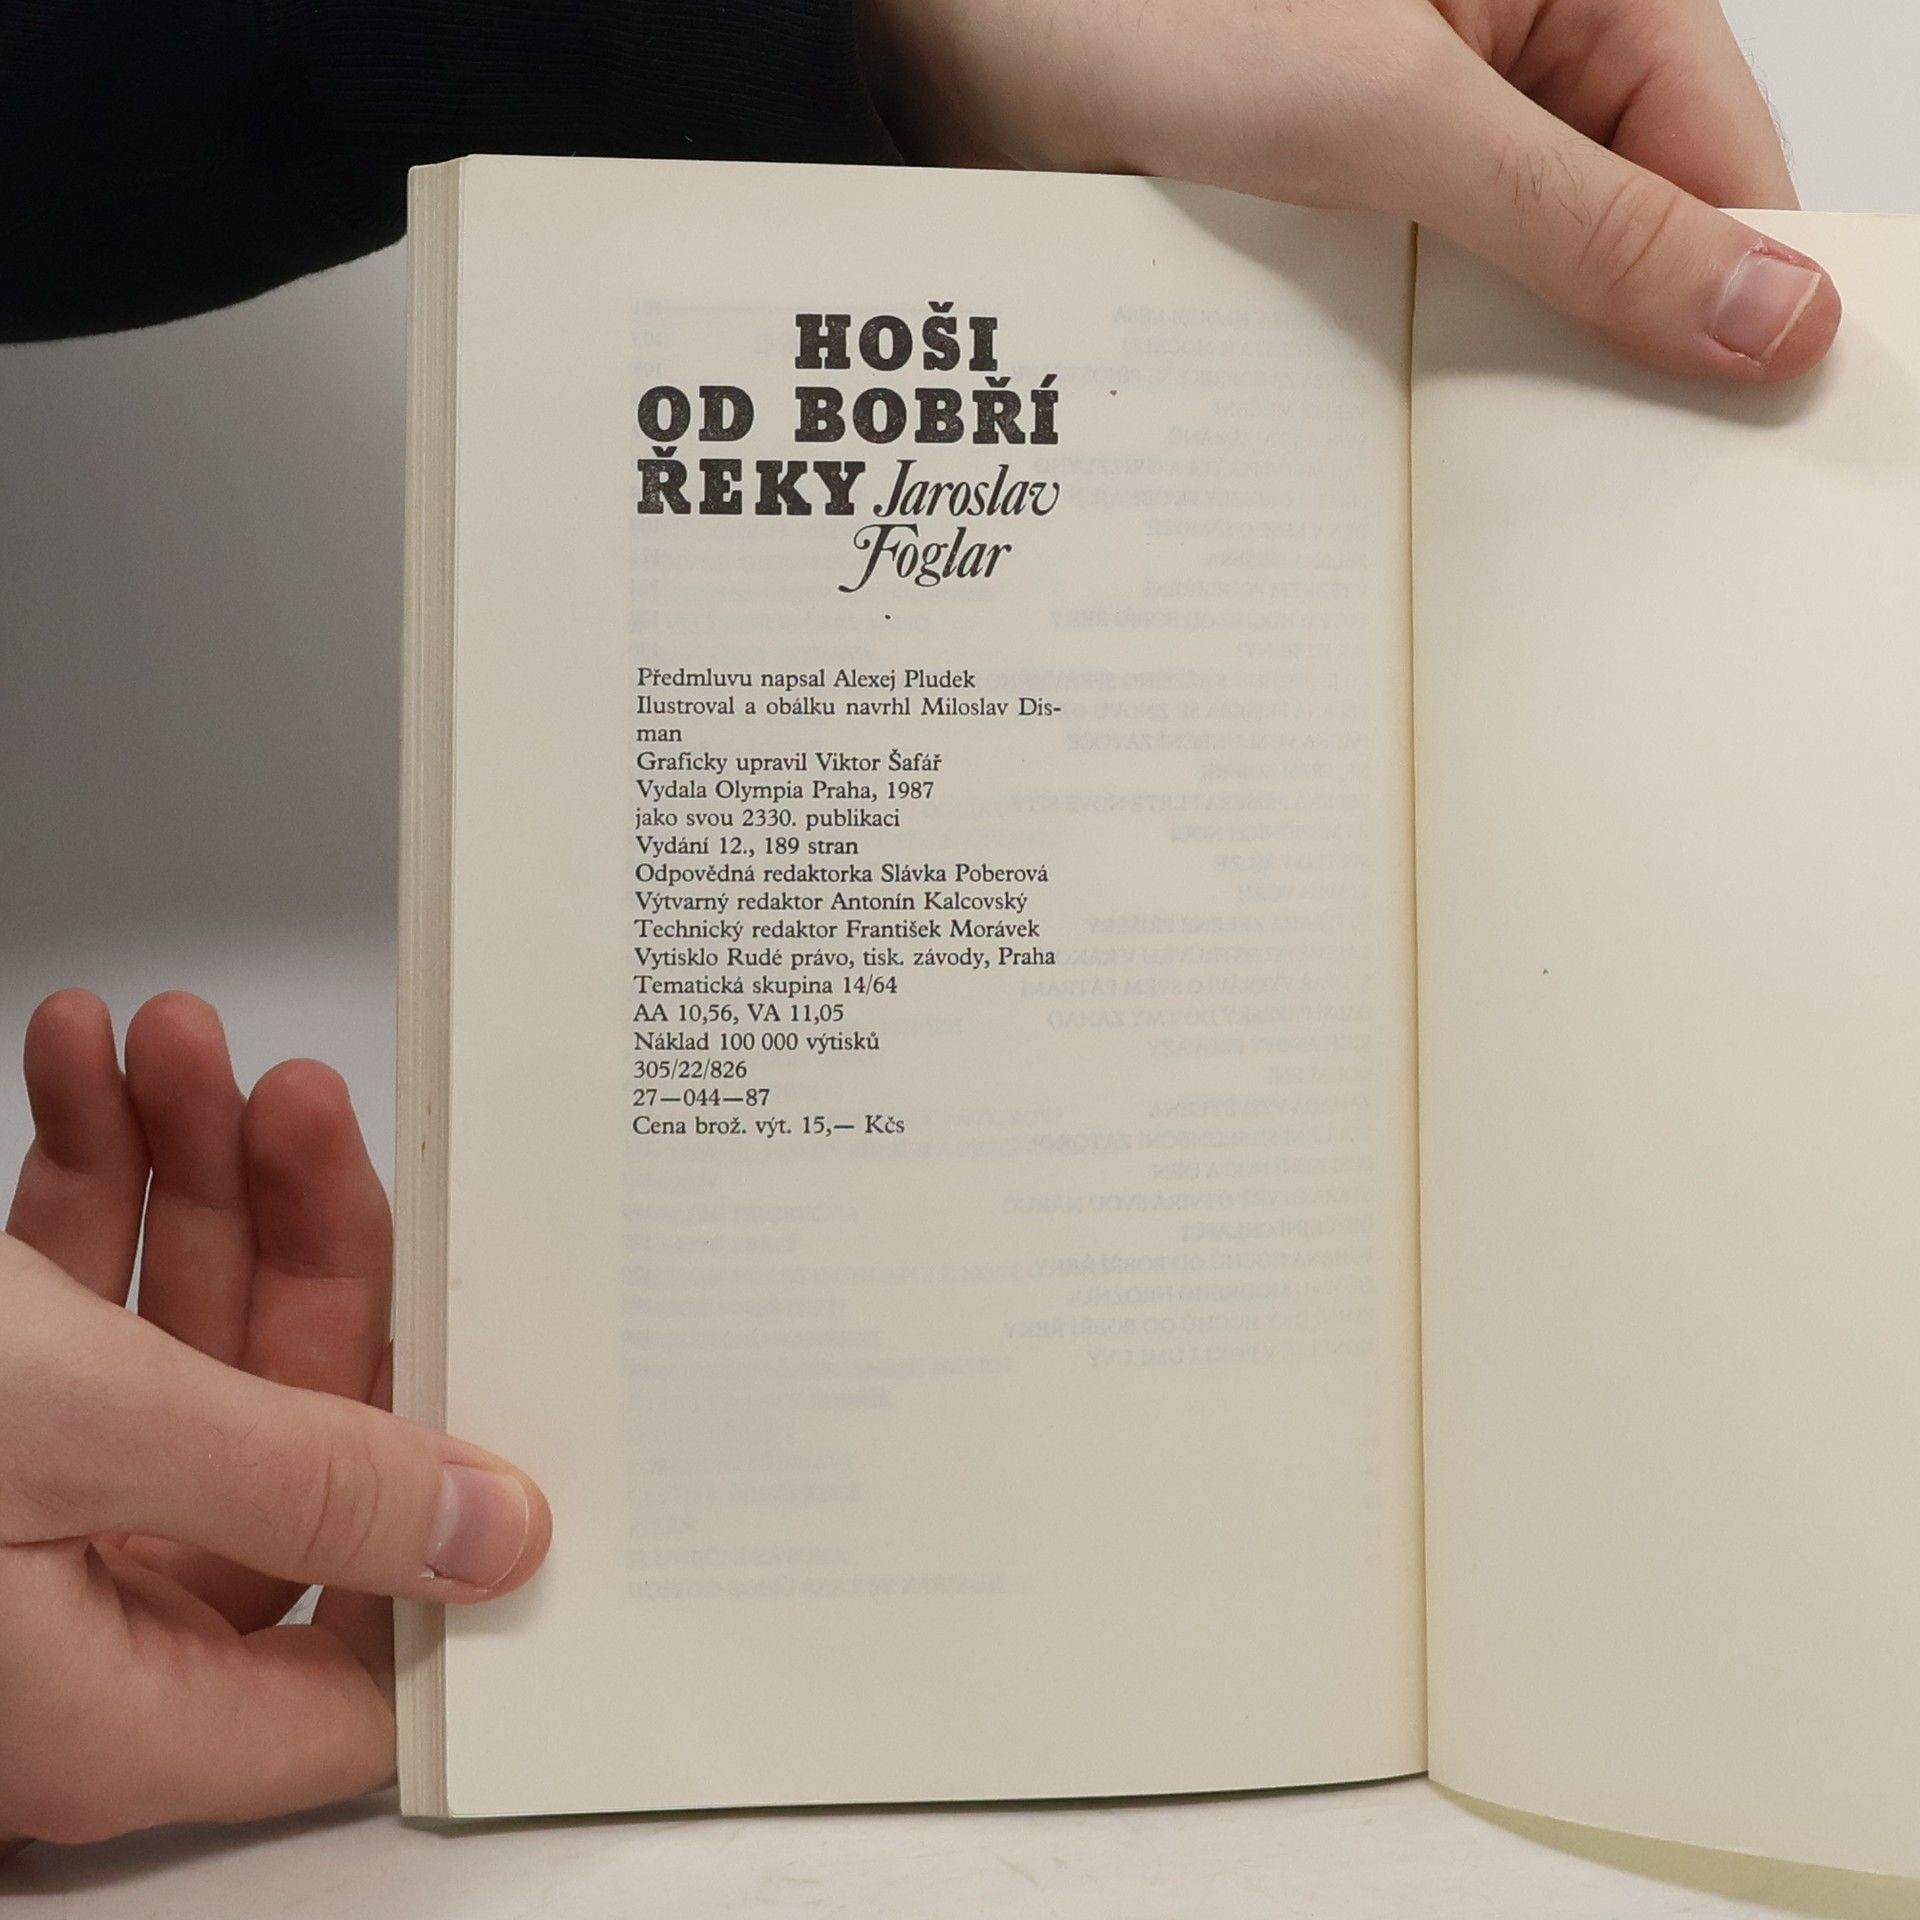 HOŠI
OD BOBŘÍ
ŘEKY Jaroslav
Foglar
Předmluvu napsal Alexej Pludek
Ilustroval a obálku navrhl Miloslav Dis-
man
Graficky upravil Viktor Šafář
Vydala Olympia Praha, 1987
jako svou 2330. publikaci
Vydání 12., 189 stran
Odpovědná redaktorka Slávka Poberová
Výtvarný redaktor Antonín Kalcovský
Technický redaktor František Morávek
Vytisklo Rudé právo, tisk. závody, Praha
Tematická skupina 14/64
AA 10,56, VA 11,05
Náklad 100 000 výtisků
305/22/826
27—044—87
Cena brož. výt. 15,— Kčs